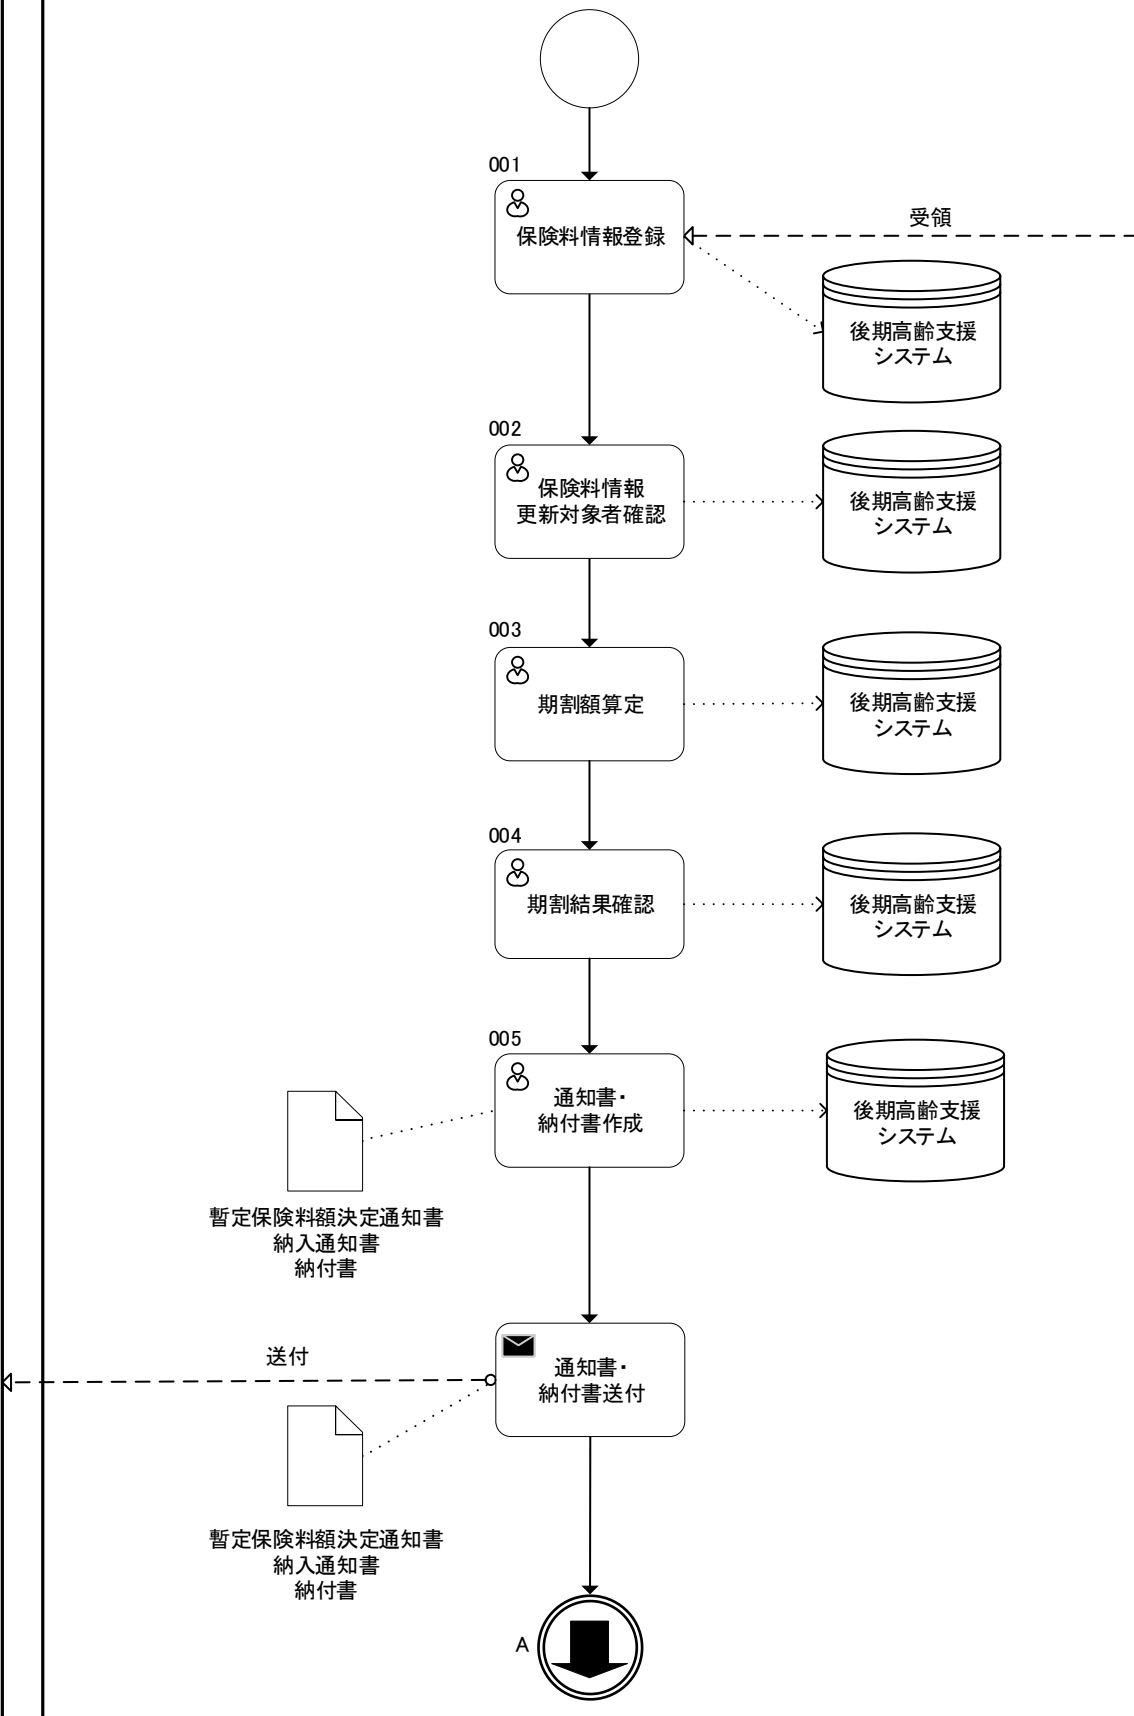 001
保険料情報登録
受領
後期高齢支援
システム
002
保険料情報
更新対象者確認
後期高齢支援
システム
003
期割額算定
後期高齢支援
システム
004
期割結果確認
後期高齢支援
システム
005
通知書・
納付書作成
後期高齢支援
システム
暫定保険料額決定通知書
納入通知書
納付書
送付
通知書・
納付書送付
暫定保険料額決定通知書
納入通知書
納付書
A